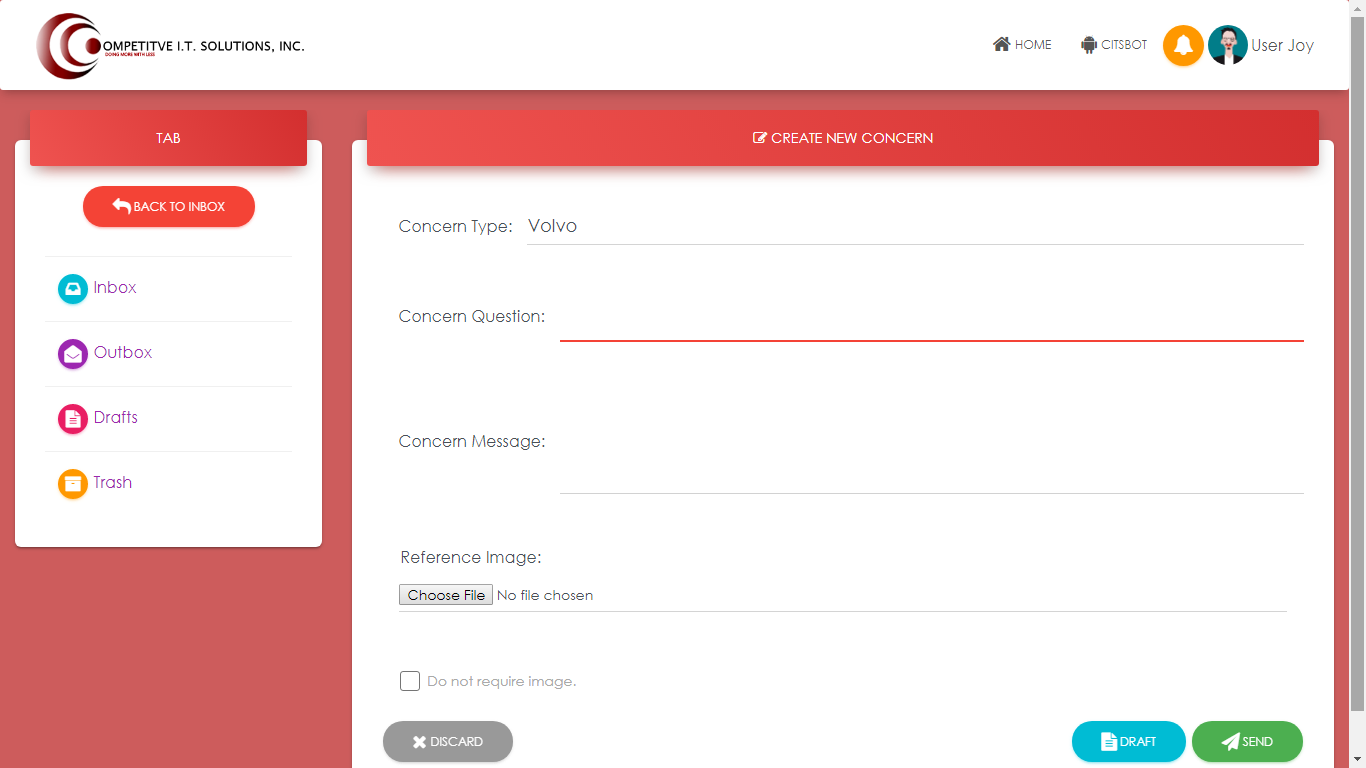 OMPETITVE I.T. SOLUTIONS, INC.
DOING MORE WITH LESS
HOME
CITSBOT
User Joy
TAB
CREATE NEW CONCERN
BACK TO INBOX
Inbox
Outbox
Drafts
Trash
Concern Type: Volvo
Concern Question:
Concern Message:
Reference Image:
Choose File No file chosen
Do not require image.
DISCARD
DRAFT
SEND